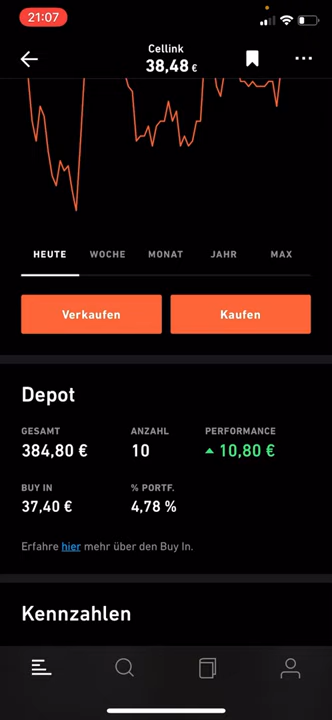 21:07
Cellink
38,48 €
HEUTE WOCHE MONAT JAHR MAX
Verkaufen Kaufen
Depot
GESAMT ANZAHL PERFORMANCE
384,80 € 10 10,80 €
BUY IN % PORTF.
37,40 € 4,78 %
Erfahre hier mehr über den Buy In.
Kennzahlen